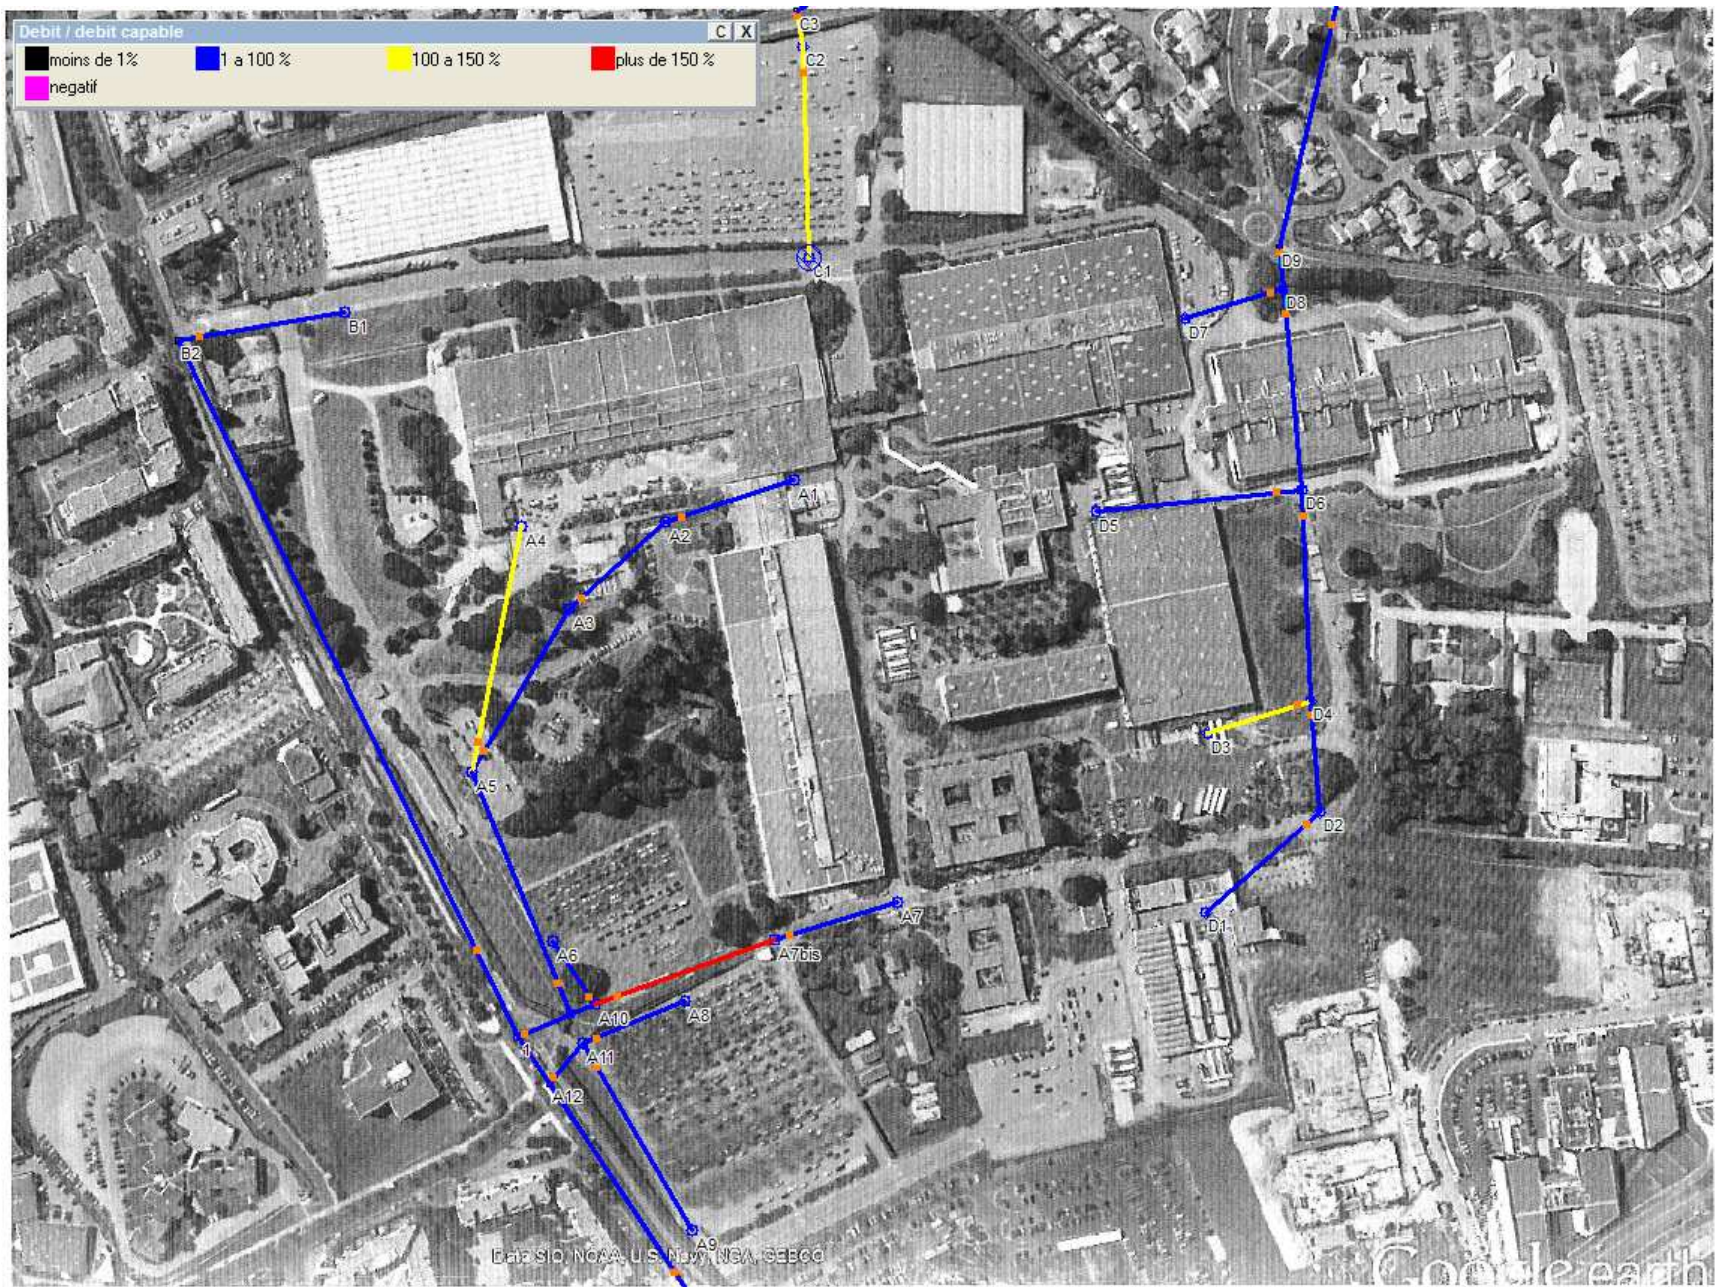 Debit / debit capable
C X
moins de 1%
1 a 100 %
100 a 150 %
plus de 150 %
negatif
C3
C2
C1
D9
D8
D7
B1
B2
A1
A2
A4
D5
D6
A3
A5
D3
D4
D2
D1
A7
A7bis
A6
A10
A8
1
A11
A12
A9
Data SIO, NOAA, U.S. Navy, NGA, GEBCO
Google earth